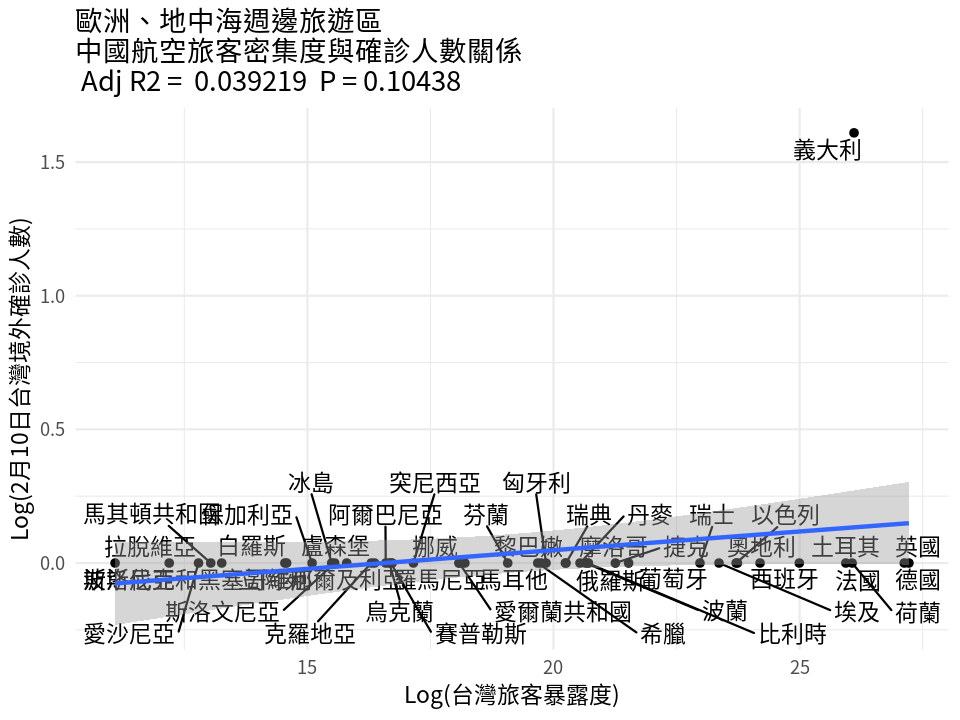 歐洲、地中海週邊旅遊區
中國航空旅客密集度與確診人數關係
Adj R2 = 0.039219 P = 0.10438
Log(2月10日台灣境外確診人數)
1.5
1.0
0.5
0.0
義大利
冰島 突尼西亞 匈牙利
馬其頓共和國 保加利亞 阿爾巴尼亞 芬蘭 瑞典 丹麥 瑞士 以色列
拉脫維亞 白羅斯 盧森堡 挪威 黎巴嫩 摩洛哥 捷克 奧地利 土耳其 英國
羅馬尼亞 馬耳他 俄羅斯 葡萄牙 西班牙 法國 德國
斯洛文尼亞 烏克蘭 愛爾蘭共和國 波蘭 埃及 荷蘭
愛沙尼亞 克羅地亞 賽普勒斯 希臘 比利時
15 20 25
Log(台灣旅客暴露度)